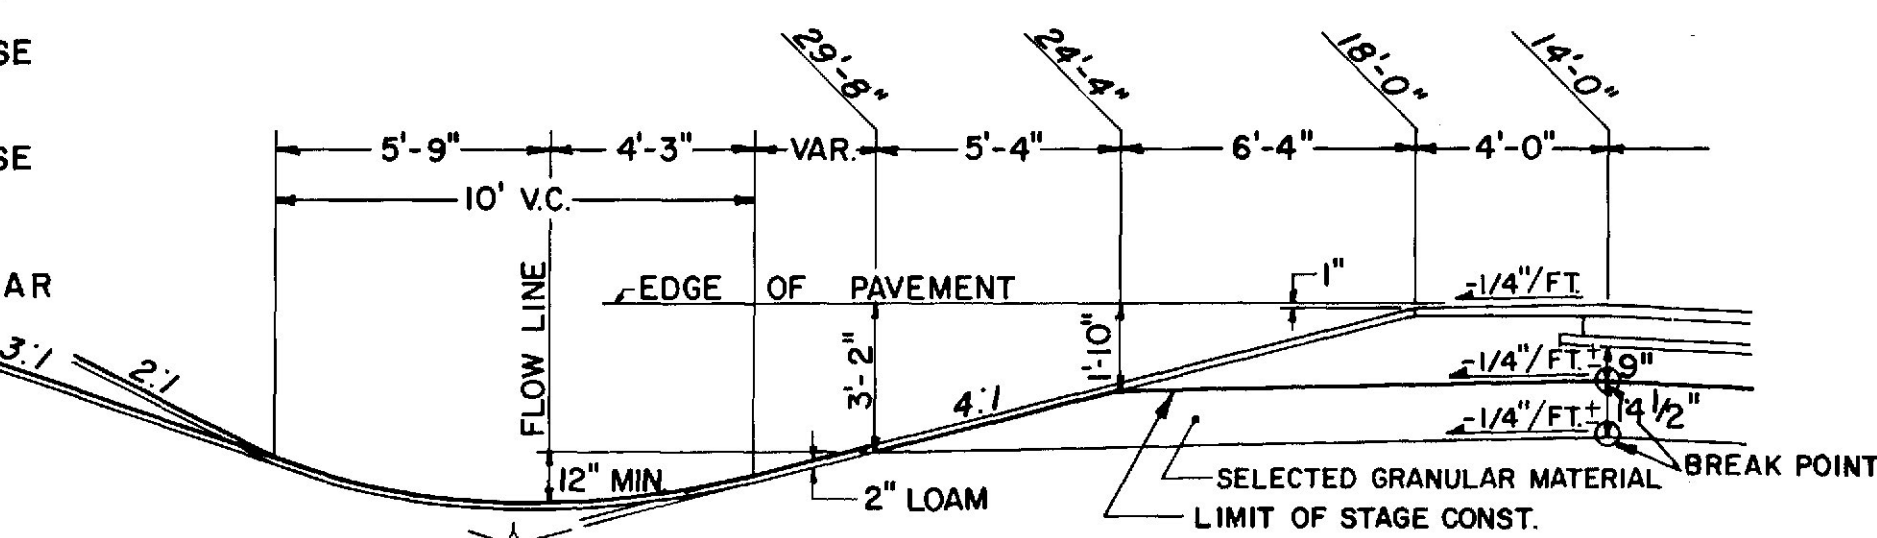 SE
SE
AR
29'-8"
24'-4"
18'-0"
14'-0"
5'-9"
4'-3"
VAR.
5'-4"
6'-4"
4'-0"
10' V.C.
EDGE OF PAVEMENT
1"
-1/4"/FT.
FLOW LINE
3'-2"
1'-10"
3:1
2:1
4:1
-1/4"/FT.±
9"
14 1/2"
-1/4"/FT.±
BREAK POINT
12" MIN.
2" LOAM
SELECTED GRANULAR MATERIAL
LIMIT OF STAGE CONST.